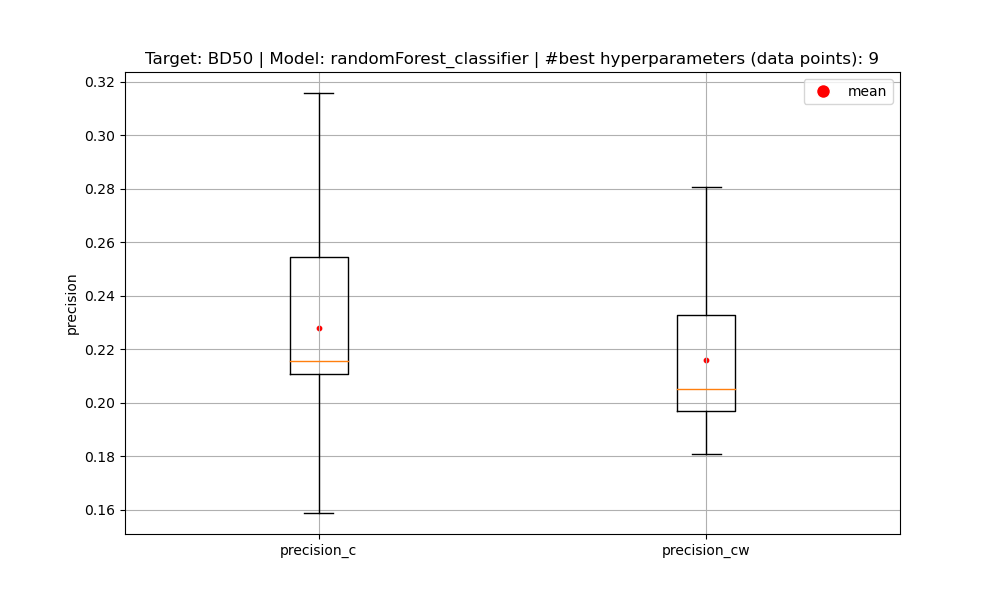 Target: BD50 | Model: randomForest_classifier | #best hyperparameters (data points): 9
mean
precision
0.32
0.30
0.28
0.26
0.24
0.22
0.20
0.18
0.16
precision_c
precision_cw